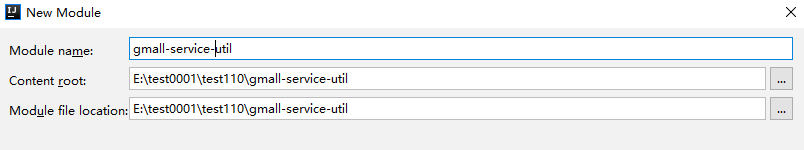 New Module
Module name: gmall-service-util
Content root: E:\test0001\test110\gmall-service-util ...
Module file location: E:\test0001\test110\gmall-service-util ...